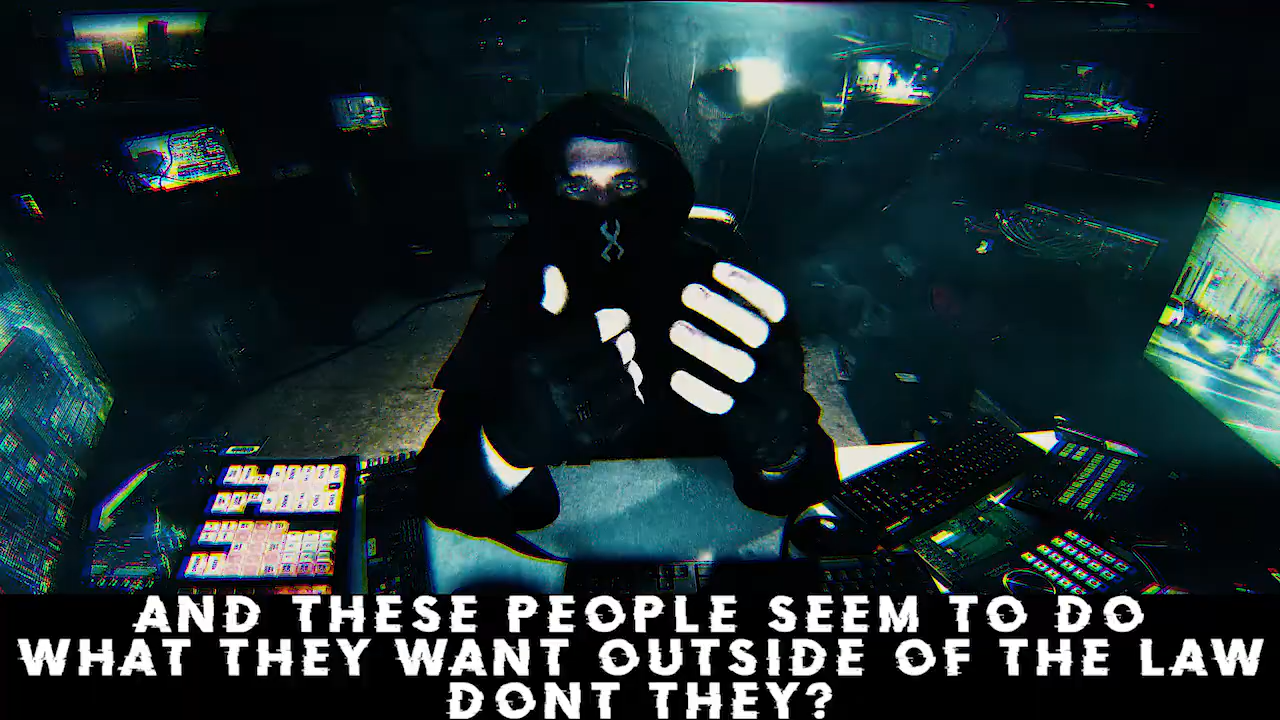 AND THESE PEOPLE SEEM TO DO
WHAT THEY WANT OUTSIDE OF THE LAW
DONT THEY?